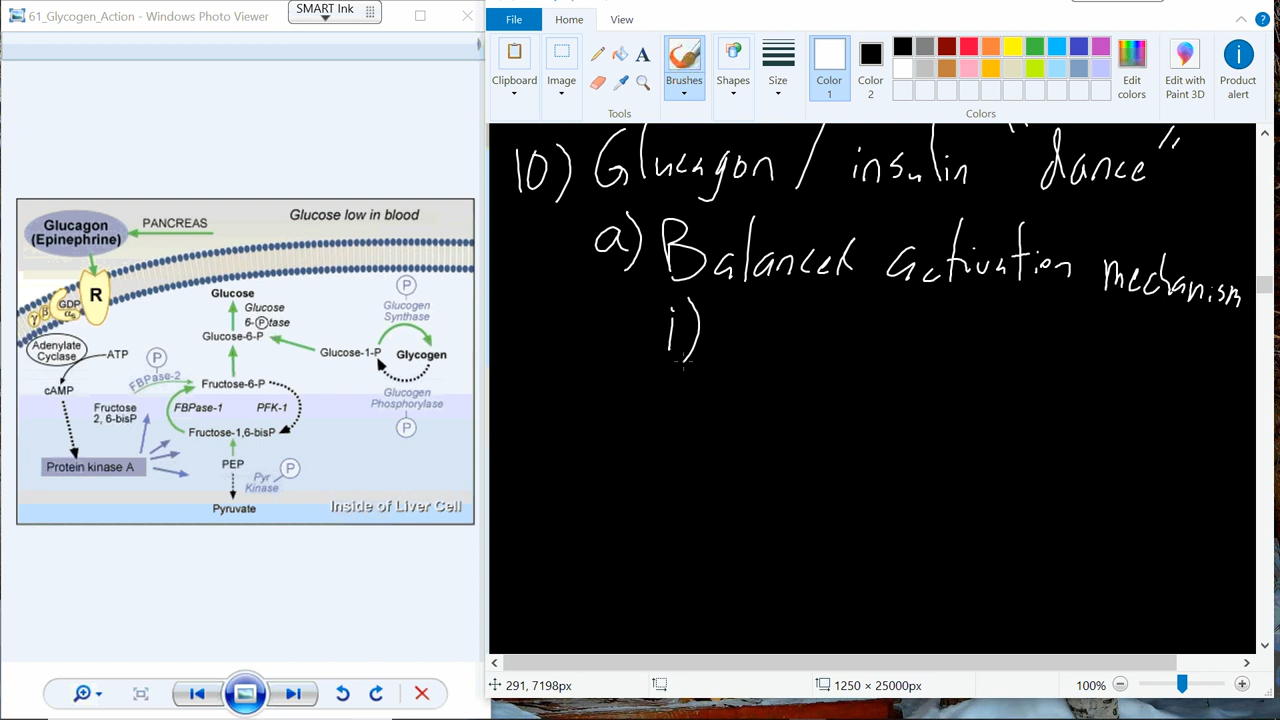 61_Glycogen_Action - Windows Photo Viewer
SMART Ink
File
Home
View
Clipboard
Image
Tools
Brushes
Shapes
Size
Color 1
Color 2
Colors
Edit colors
Edit with Paint 3D
Product alert
10) Glucagon / insulin "dance"
a) Balanced activation mechanism
i)
Glucose low in blood
PANCREAS
Glucagon
(Epinephrine)
R
GDP
γ β α
Adenylate
Cyclase
ATP
cAMP
Protein kinase A
Glucose
Glucose
6-Ptase
Glucose-6-P
Glucose-1-P
Glycogen
P
Glucogen
Synthase
Glucogen
Phosphorylase
P
P
FBPase-2
Fructose
2, 6-bisP
Fructose-6-P
FBPase-1
PFK-1
Fructose-1,6-bisP
PEP
Pyr
Kinase
P
Pyruvate
Inside of Liver Cell
291, 7198px
1250 × 25000px
100%